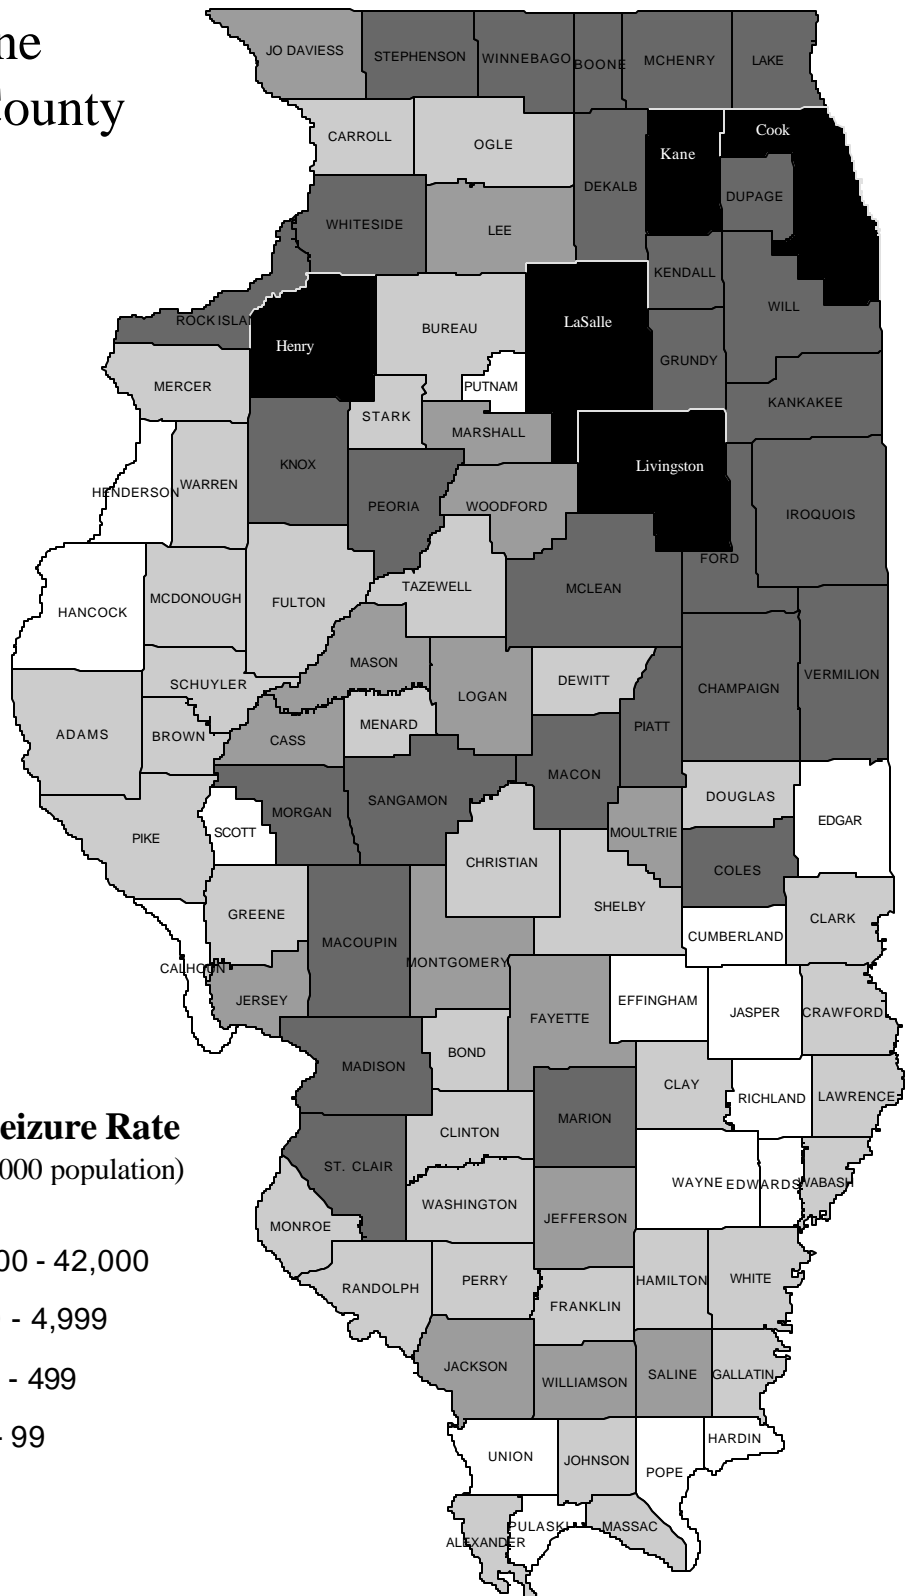 ne
County
JO DAVIESS
STEPHENSON
WINNEBAGO
BOONE
MCHENRY
LAKE
CARROLL
OGLE
Kane
Cook
DEKALB
DUPAGE
WHITESIDE
LEE
KENDALL
WILL
ROCK ISLA
Henry
BUREAU
LaSalle
GRUNDY
MERCER
PUTNAM
STARK
MARSHALL
KANKAKEE
KNOX
Livingston
HENDERSON
WARREN
PEORIA
WOODFORD
IROQUOIS
FORD
HANCOCK
MCDONOUGH
FULTON
TAZEWELL
MCLEAN
SCHUYLER
MASON
LOGAN
DEWITT
CHAMPAIGN
VERMILION
ADAMS
BROWN
CASS
MENARD
PIATT
MACON
PIKE
SCOTT
MORGAN
SANGAMON
MOULTRIE
DOUGLAS
EDGAR
CHRISTIAN
COLES
GREENE
SHELBY
CLARK
MACOUPIN
CUMBERLAND
CALHOUN
MONTGOMERY
JERSEY
FAYETTE
EFFINGHAM
JASPER
CRAWFORD
MADISON
BOND
CLAY
RICHLAND
LAWRENCE
eizure Rate
000 population)
CLINTON
MARION
ST. CLAIR
WASHINGTON
WAYNE
EDWARDS
WABASH
MONROE
JEFFERSON
00 - 42,000
RANDOLPH
PERRY
HAMILTON
WHITE
- 4,999
FRANKLIN
- 499
JACKSON
WILLIAMSON
SALINE
GALLATIN
- 99
UNION
JOHNSON
POPE
HARDIN
ALEXANDER
PULASKI
MASSAC